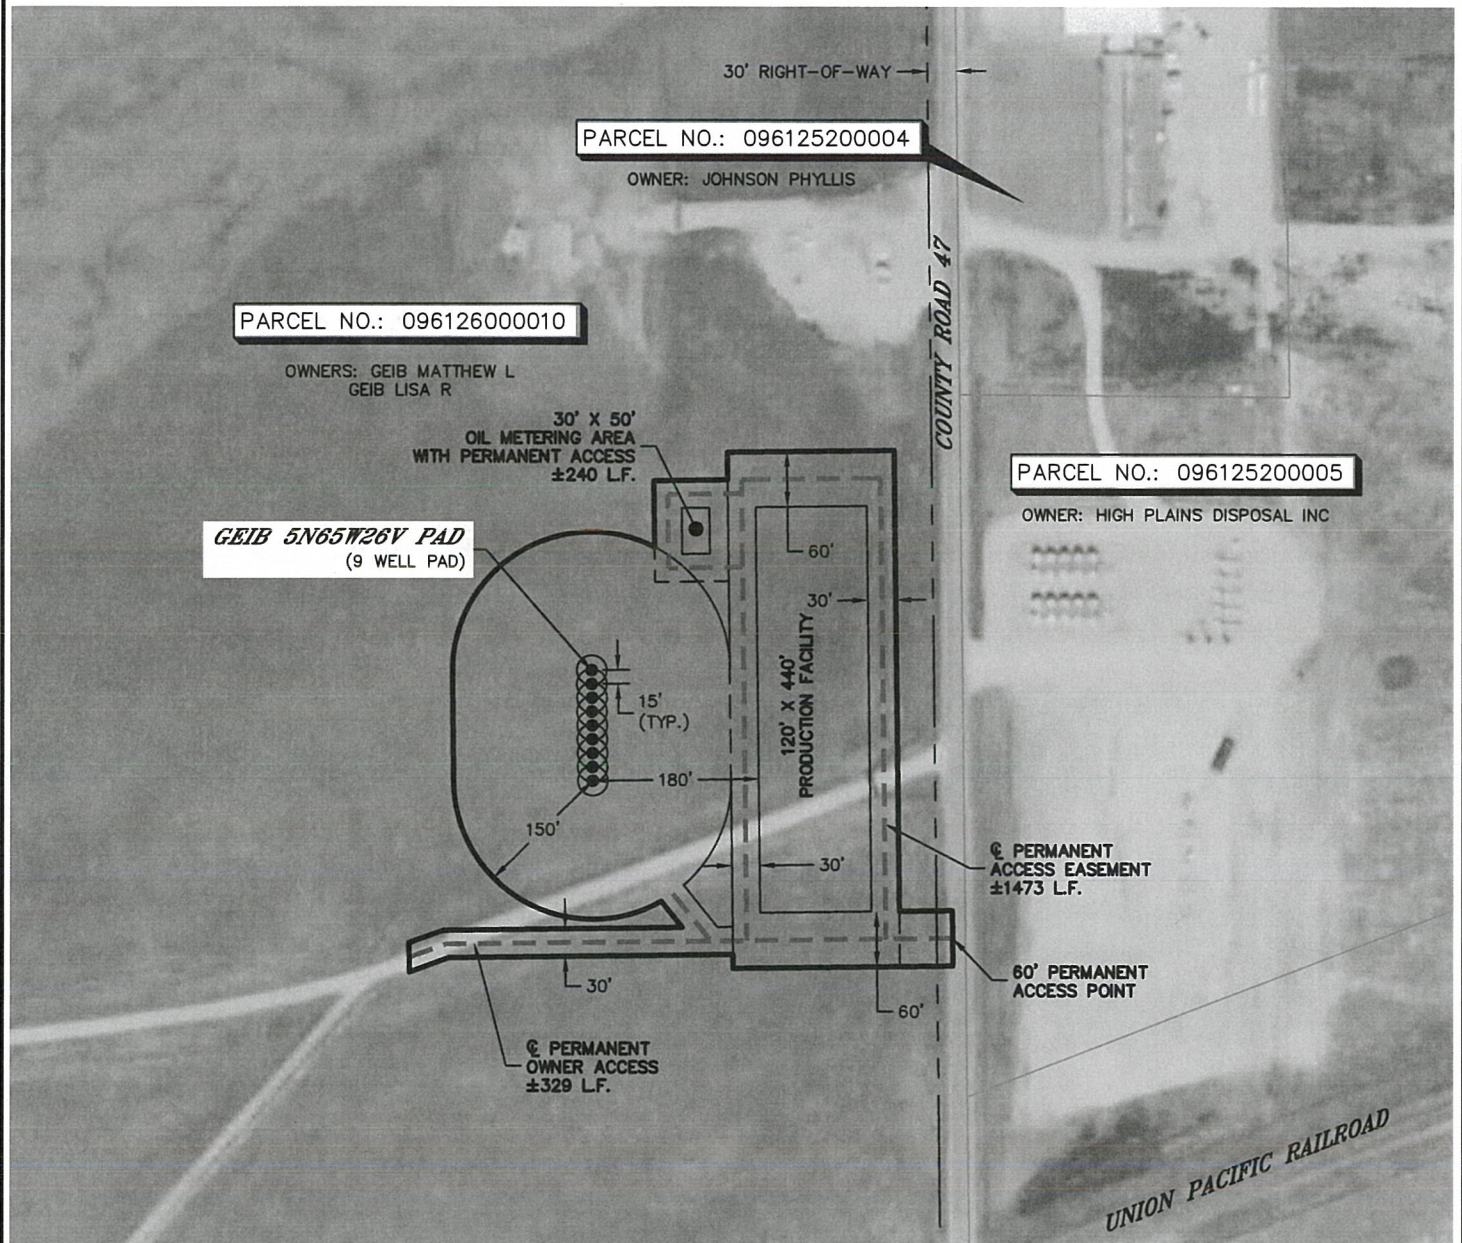 30' RIGHT-OF-WAY
PARCEL NO.: 096125200004
OWNER: JOHNSON PHYLLIS
COUNTY ROAD 47
PARCEL NO.: 096126000010
OWNERS: GEIB MATTHEW L
GEIB LISA R
30' X 50'
OIL METERING AREA
WITH PERMANENT ACCESS
±240 L.F.
PARCEL NO.: 096125200005
OWNER: HIGH PLAINS DISPOSAL INC
GEIB 5N65W26V PAD
(9 WELL PAD)
60'
30'
120' X 440'
PRODUCTION FACILITY
15'
(TYP.)
180'
150'
30'
℄ PERMANENT
ACCESS EASEMENT
±1473 L.F.
60' PERMANENT
ACCESS POINT
30'
60'
℄ PERMANENT
OWNER ACCESS
±329 L.F.
UNION PACIFIC RAILROAD